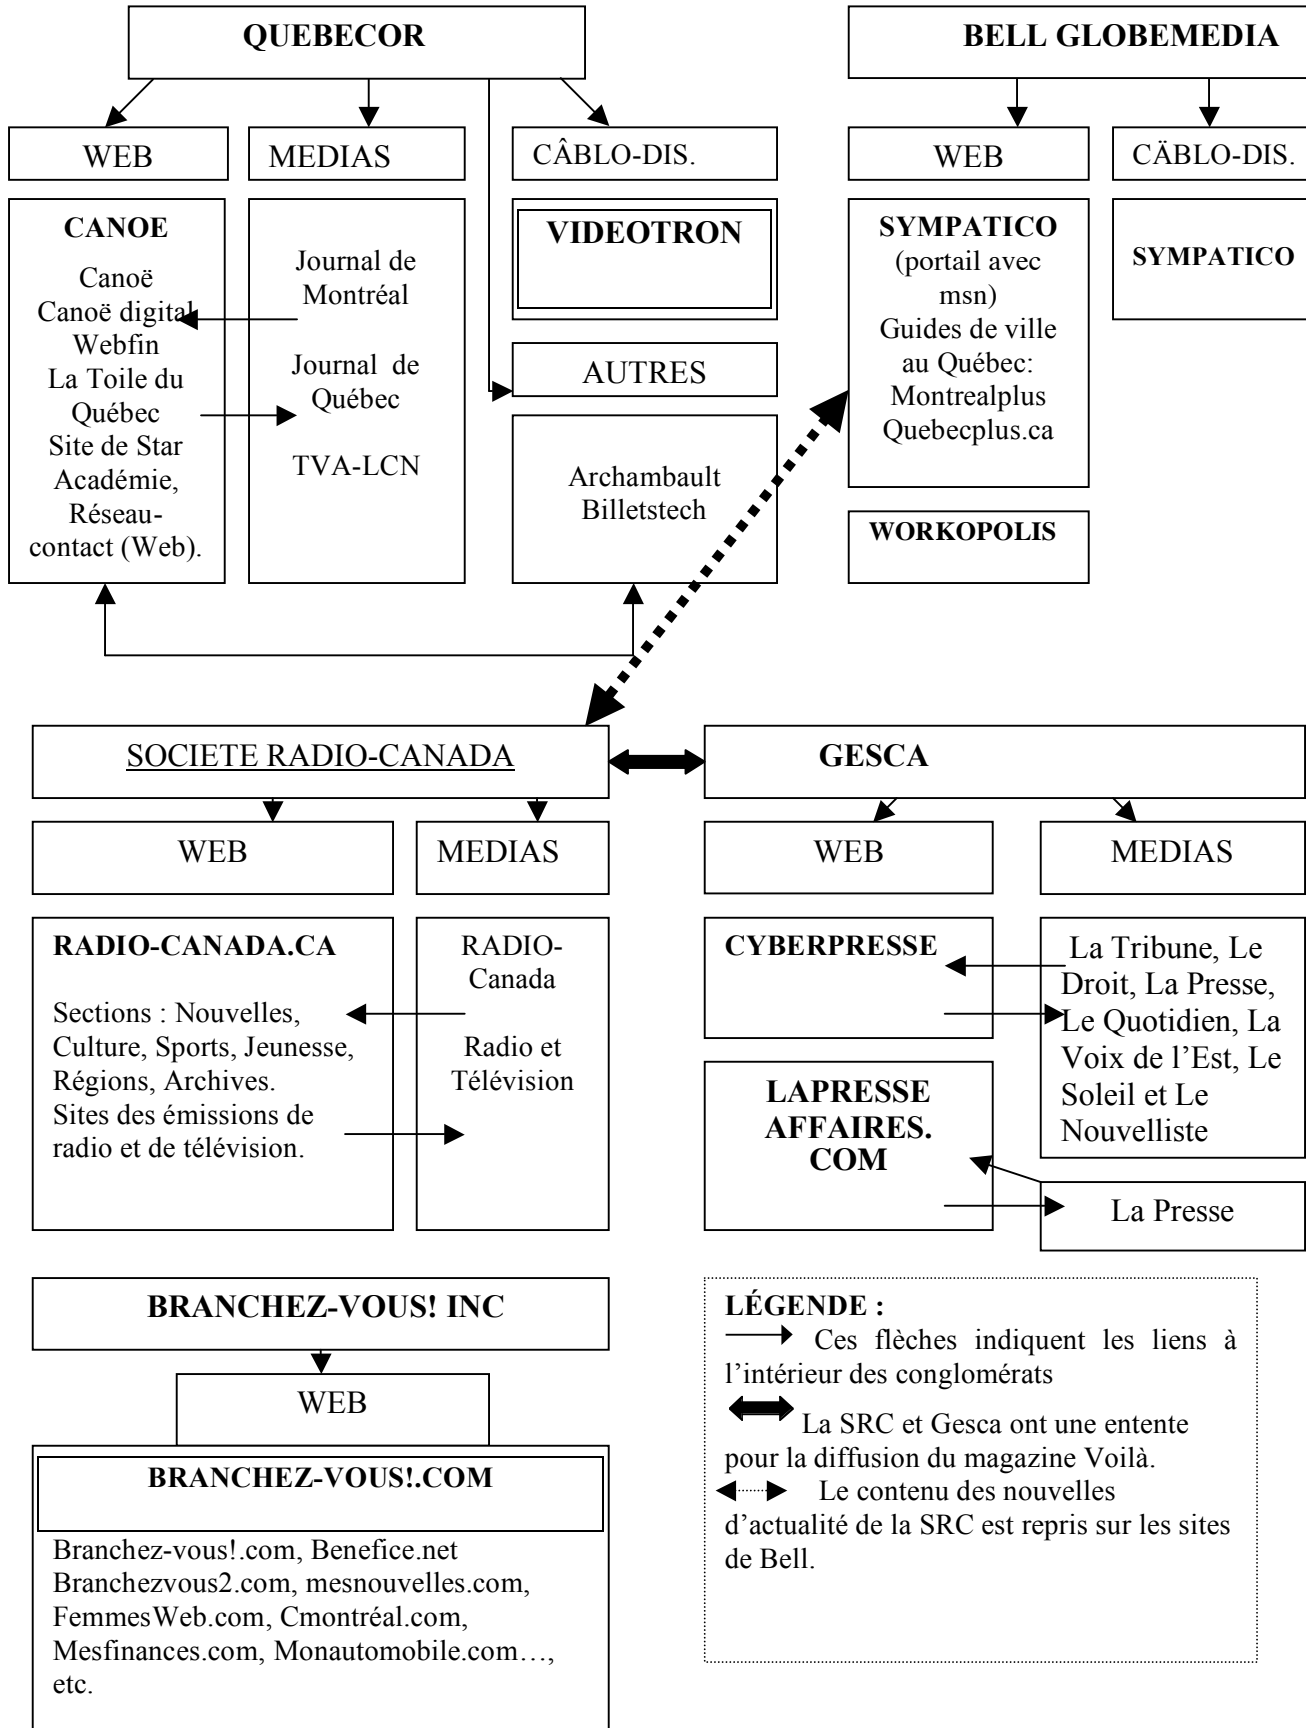 QUEBECOR
WEB
MEDIAS
CÂBLO-DIS.
CANOE
Canoë
Canoë digital
Webfin
La Toile du
Québec
Site de Star
Académie,
Réseau-
contact (Web).
Journal de
Montréal
Journal de
Québec
TVA-LCN
VIDEOTRON
AUTRES
Archambault
Billetstech
BELL GLOBEMEDIA
WEB
CÄBLO-DIS.
SYMPATICO
(portail avec
msn)
Guides de ville
au Québec:
Montrealplus
Quebecplus.ca
SYMPATICO
WORKOPOLIS
SOCIETE RADIO-CANADA
WEB
MEDIAS
RADIO-CANADA.CA
Sections : Nouvelles,
Culture, Sports, Jeunesse,
Régions, Archives.
Sites des émissions de
radio et de télévision.
RADIO-
Canada
Radio et
Télévision
GESCA
WEB
MEDIAS
CYBERPRESSE
La Tribune, Le
Droit, La Presse,
Le Quotidien, La
Voix de l’Est, Le
Soleil et Le
Nouvelliste
LAPRESSE
AFFAIRES.
COM
La Presse
BRANCHEZ-VOUS! INC
WEB
BRANCHEZ-VOUS!.COM
Branchez-vous!.com, Benefice.net
Branchezvous2.com, mesnouvelles.com,
FemmesWeb.com, Cmontréal.com,
Mesfinances.com, Monautomobile.com…,
etc.
LÉGENDE :
Ces flèches indiquent les liens à
l’intérieur des conglomérats
La SRC et Gesca ont une entente
pour la diffusion du magazine Voilà.
Le contenu des nouvelles
d’actualité de la SRC est repris sur les sites
de Bell.